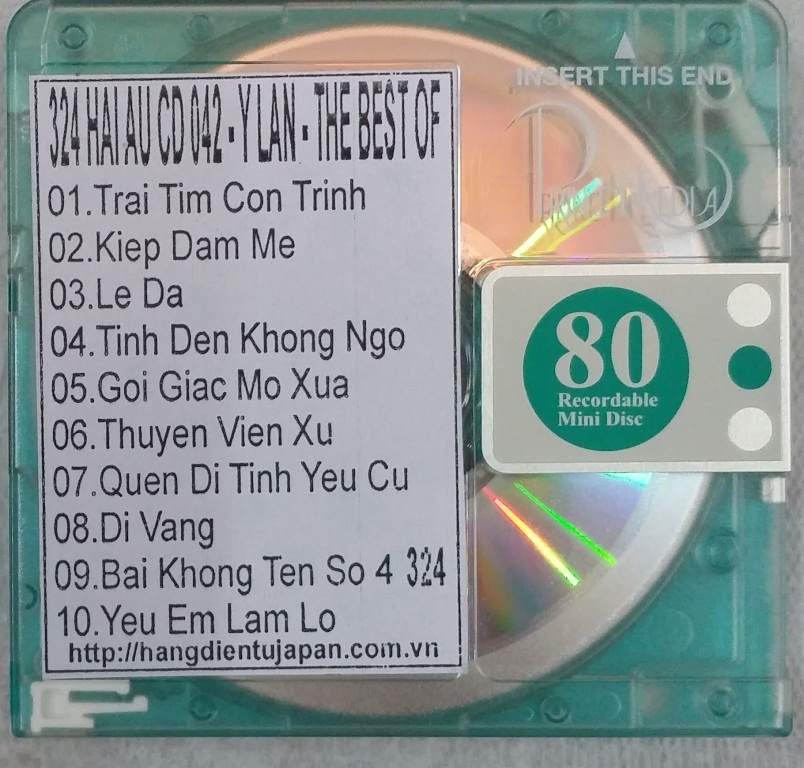 324 HAI AU CD 042 - Y LAN - THE BEST OF
01.Trai Tim Con Trinh
02.Kiep Dam Me
03.Le Da
04.Tinh Den Khong Ngo
05.Goi Giac Mo Xua
06.Thuyen Vien Xu
07.Quen Di Tinh Yeu Cu
08.Di Vang
09.Bai Khong Ten So 4 324
10.Yeu Em Lam Lo
http://hangdientujapan.com.vn
INSERT THIS END
80
Recordable
Mini Disc